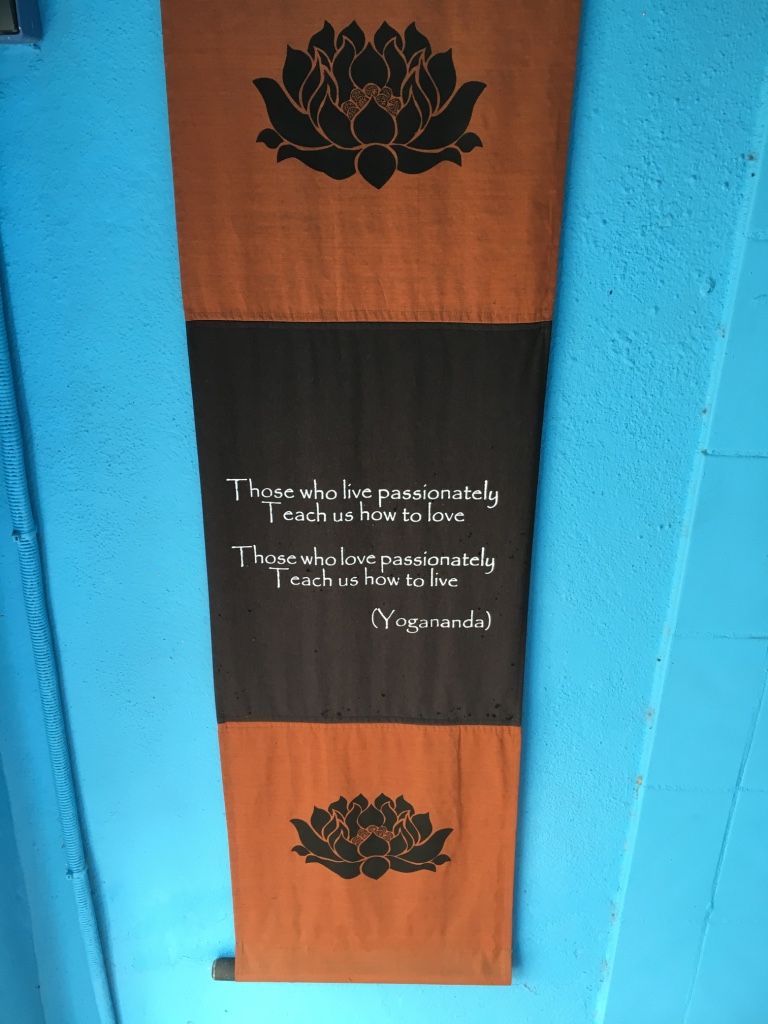 Those who live passionately
Teach us how to love
Those who love passionately
Teach us how to live
(Yogananda)